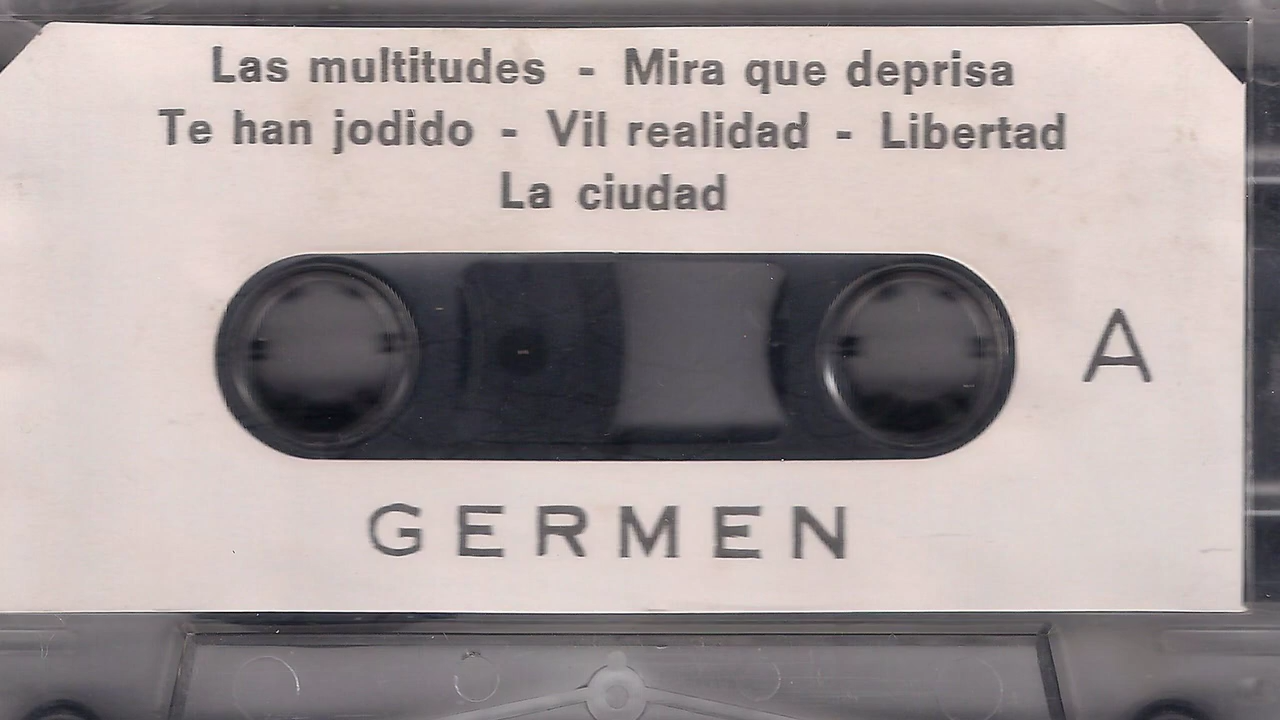 Las multitudes - Mira que deprisa
Te han jodido - Vil realidad - Libertad
La ciudad
A
GERMEN